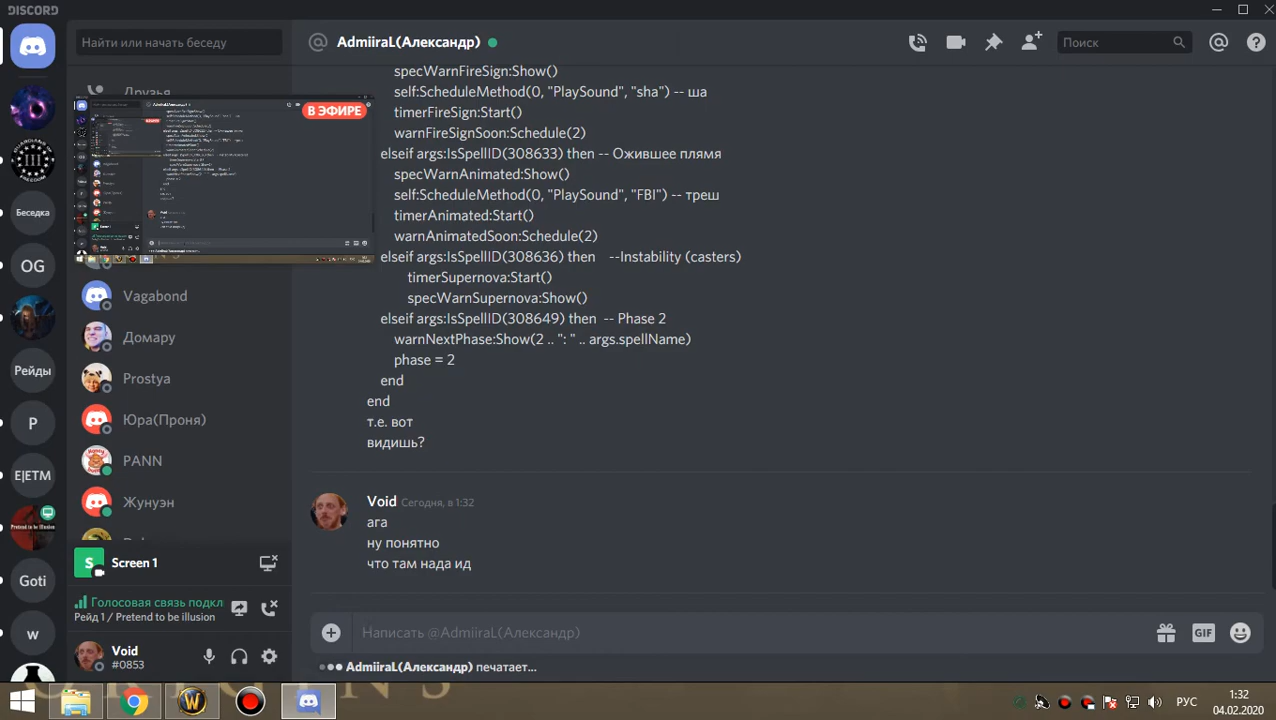 DISCORD
Найти или начать беседу
Друзья
В ЭФИРЕ
Беседка
OG
Рейды
P
E|ETM
Pretend to be illusion
Goti
w
Vagabond
Домару
Prostya
Юра(Проня)
PANN
Жунуэн
S
Screen 1
Голосовая связь подкл
Рейд 1 / Pretend to be illusion
Void
#0853
AdmiiraL(Александр)
Поиск
specWarnFireSign:Show()
self:ScheduleMethod(0, "PlaySound", "sha") -- ша
timerFireSign:Start()
warnFireSignSoon:Schedule(2)
elseif args:IsSpellID(308633) then -- Ожившее плямя
specWarnAnimated:Show()
self:ScheduleMethod(0, "PlaySound", "FBI") -- треш
timerAnimated:Start()
warnAnimatedSoon:Schedule(2)
elseif args:IsSpellID(308636) then --Instability (casters)
timerSupernova:Start()
specWarnSupernova:Show()
elseif args:IsSpellID(308649) then -- Phase 2
warnNextPhase:Show(2 .. ": " .. args.spellName)
phase = 2
end
end
т.е. вот
видишь?
Void Сегодня, в 1:32
ага
ну понятно
что там нада ид
Написать @AdmiiraL(Александр)
GIF
AdmiiraL(Александр) печатает...
РУС
1:32
04.02.2020